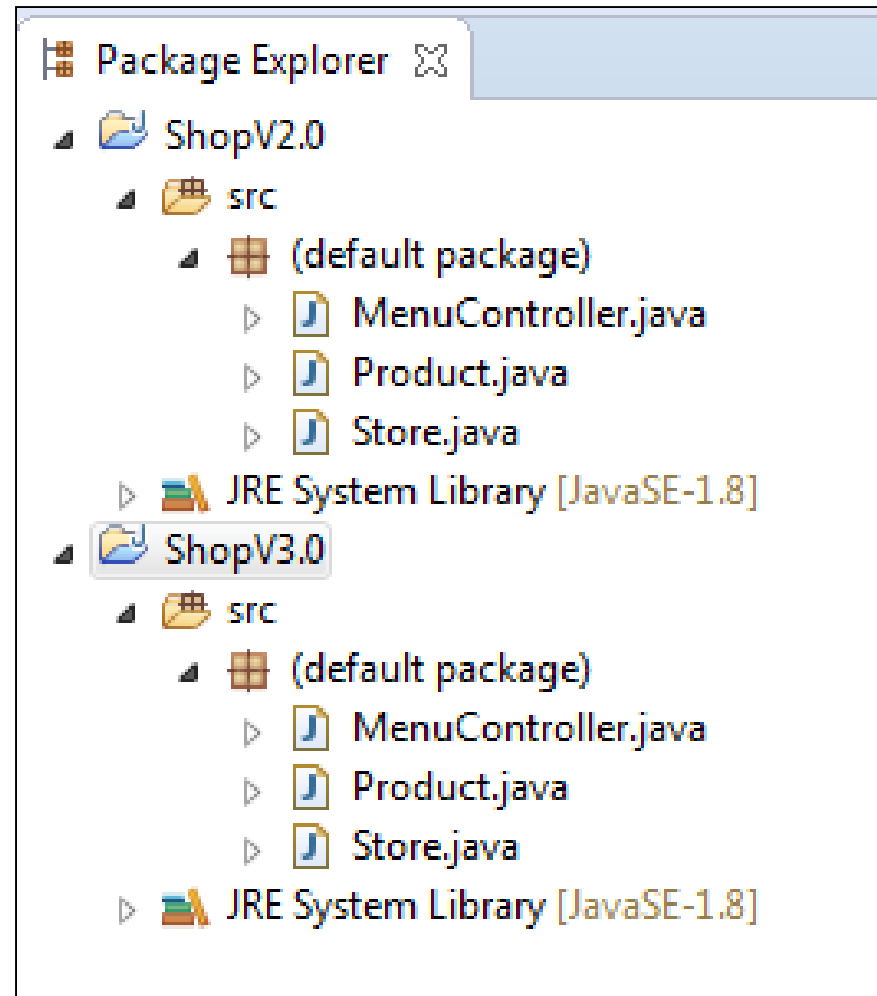 Package Explorer
ShopV2.0
src
(default package)
MenuController.java
Product.java
Store.java
JRE System Library [JavaSE-1.8]
ShopV3.0
src
(default package)
MenuController.java
Product.java
Store.java
JRE System Library [JavaSE-1.8]